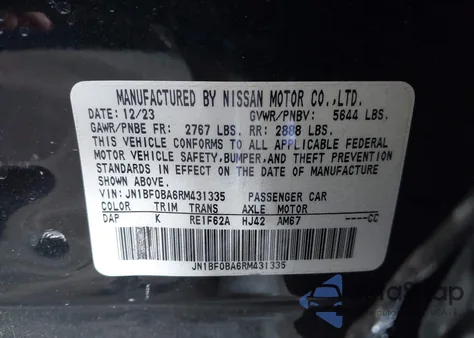 MANUFACTURED BY NISSAN MOTOR CO.,LTD.
DATE: 12/23 GVWR/PNBV: 5644 LBS.
GAWR/PNBE FR: 2767 LBS. RR: 2888 LBS.
THIS VEHICLE CONFORMS TO ALL APPLICABLE FEDERAL
MOTOR VEHICLE SAFETY, BUMPER, AND THEFT PREVENTION
STANDARDS IN EFFECT ON THE DATE OF MANUFACTURE
SHOWN ABOVE.
VIN: JN1BF0BA6RM431335 PASSENGER CAR
COLOR TRIM TRANS AXLE MOTOR
DAP K RE1F62A HJ42 AM67 ----CC
JN1BF0BA6RM431335